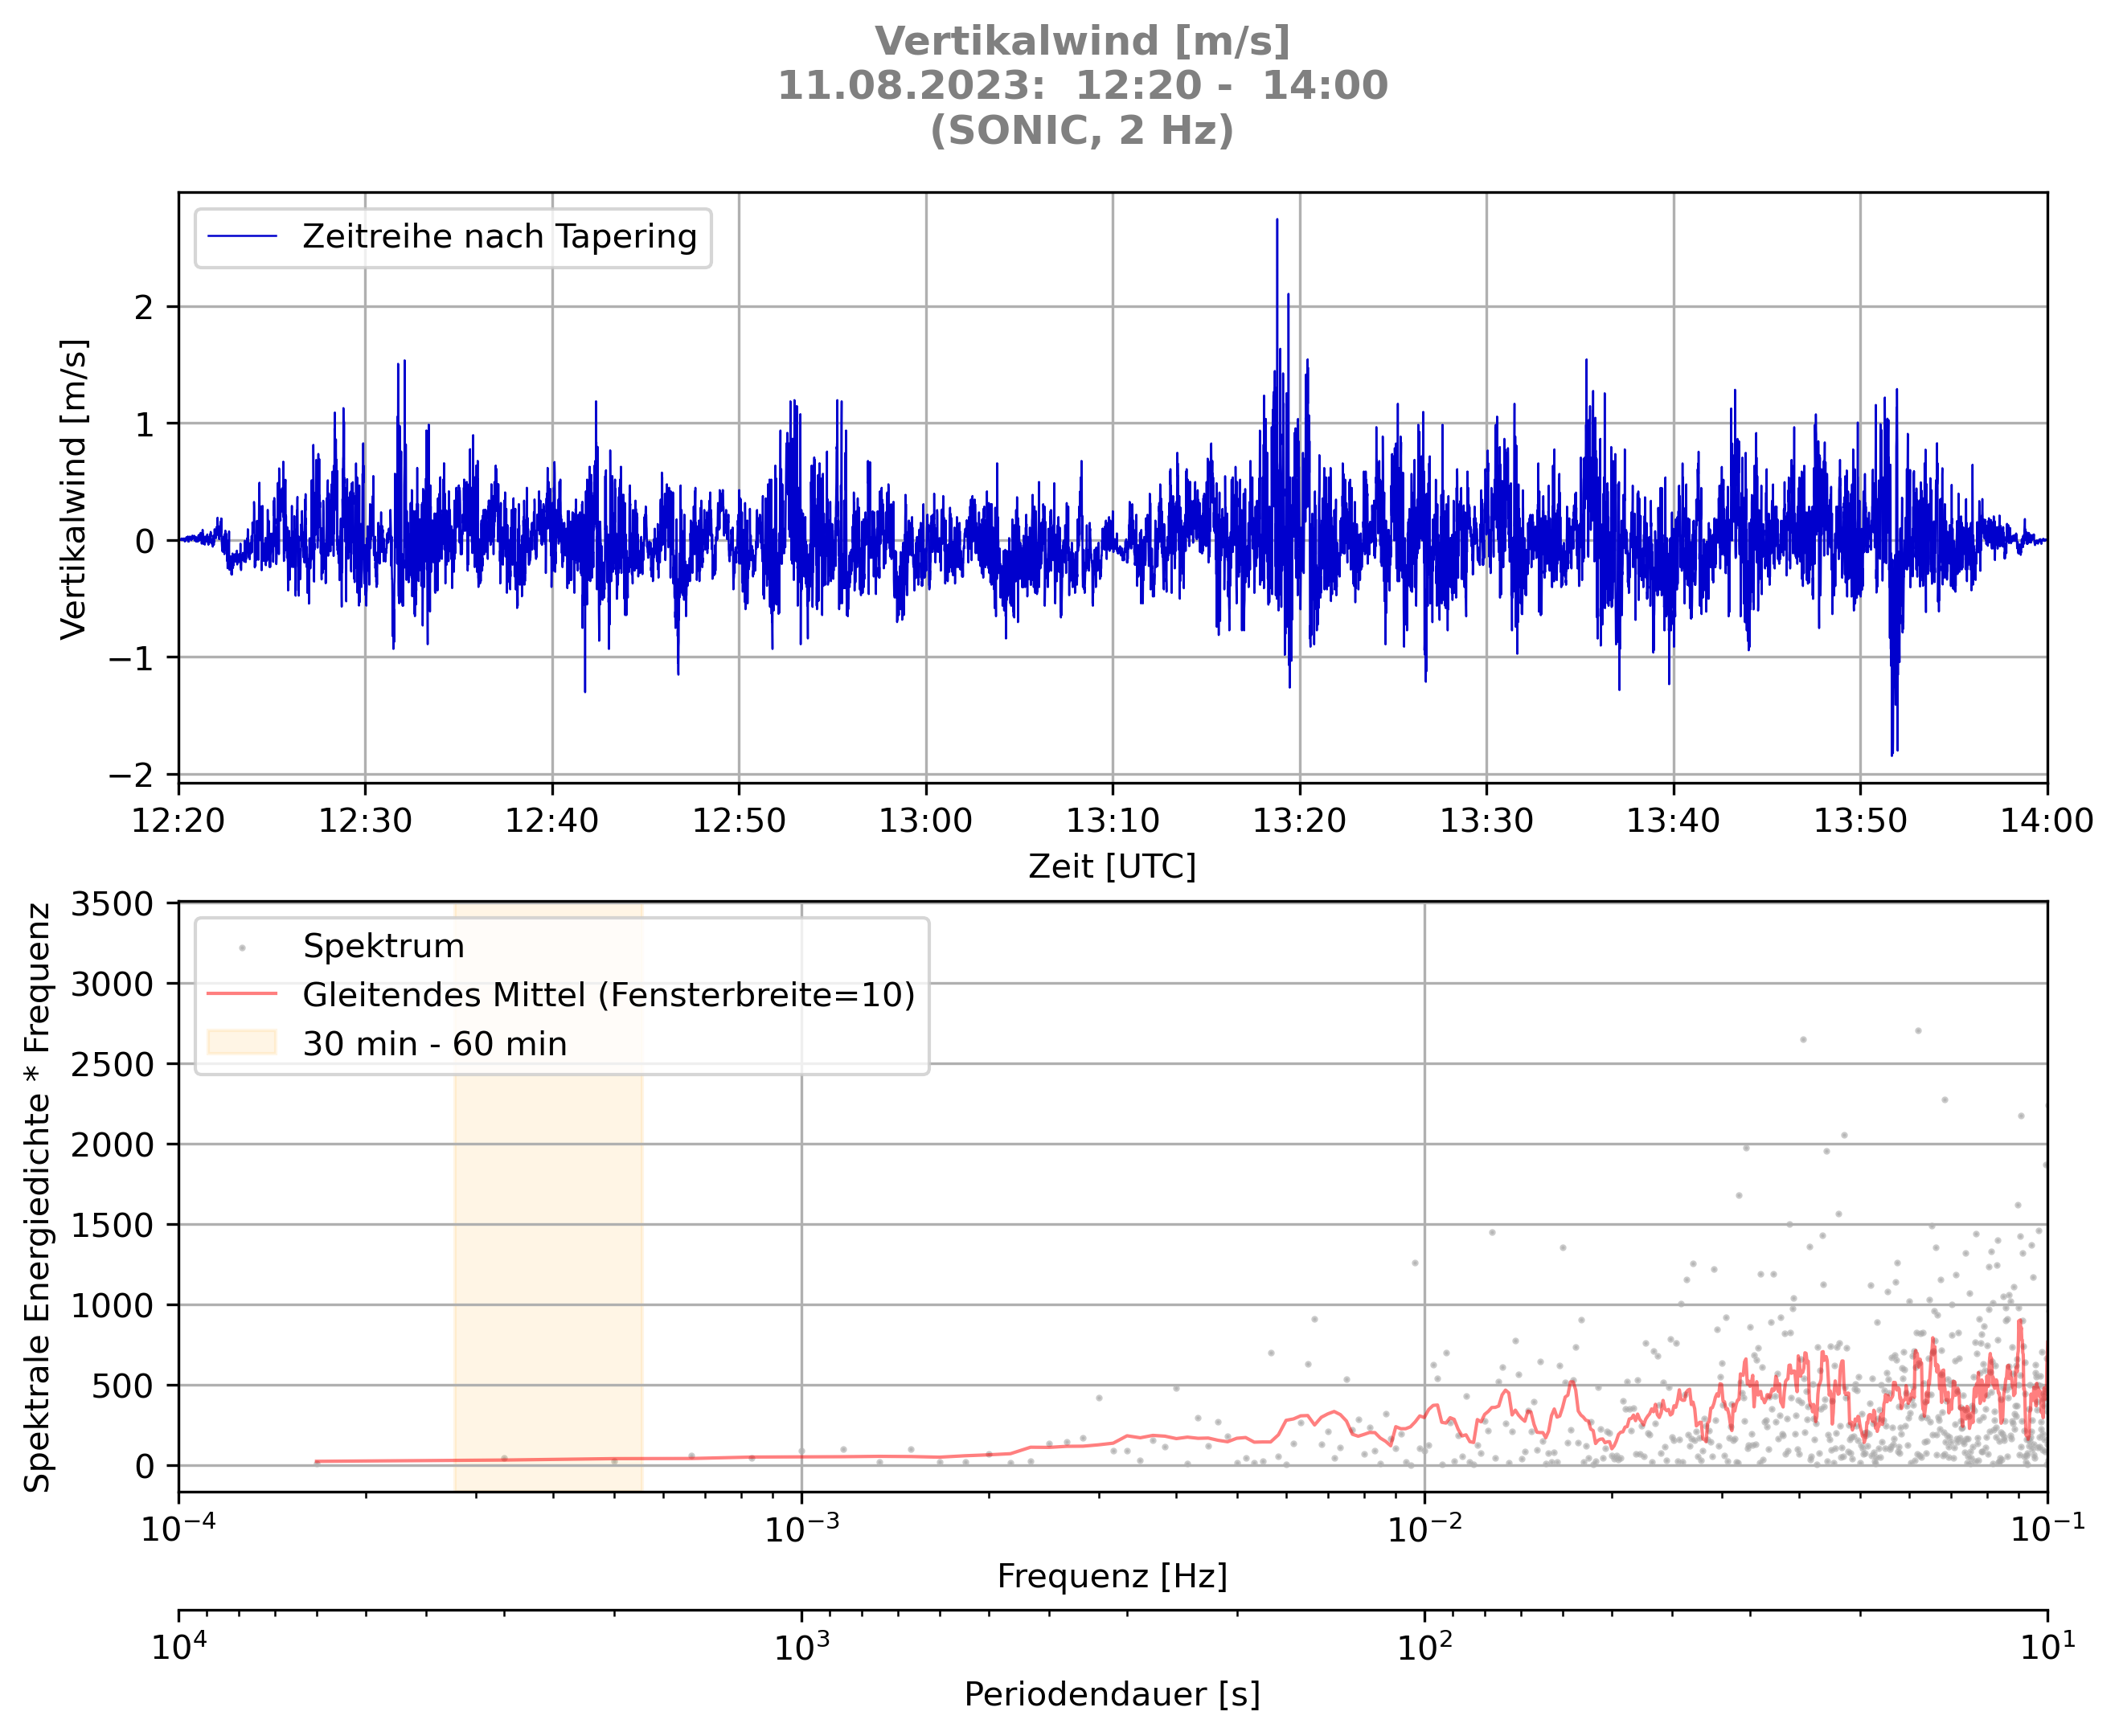 Vertikalwind [m/s]
11.08.2023:  12:20 -  14:00
(SONIC, 2 Hz)
Zeitreihe nach Tapering
Vertikalwind [m/s]
2
1
0
−1
−2
12:20 12:30 12:40 12:50 13:00 13:10 13:20 13:30 13:40 13:50 14:00
Zeit [UTC]
Spektrum
Gleitendes Mittel (Fensterbreite=10)
30 min - 60 min
Spektrale Energiedichte * Frequenz
3500
3000
2500
2000
1500
1000
500
0
10⁻⁴ 10⁻³ 10⁻² 10⁻¹
Frequenz [Hz]
10⁴ 10³ 10² 10¹
Periodendauer [s]